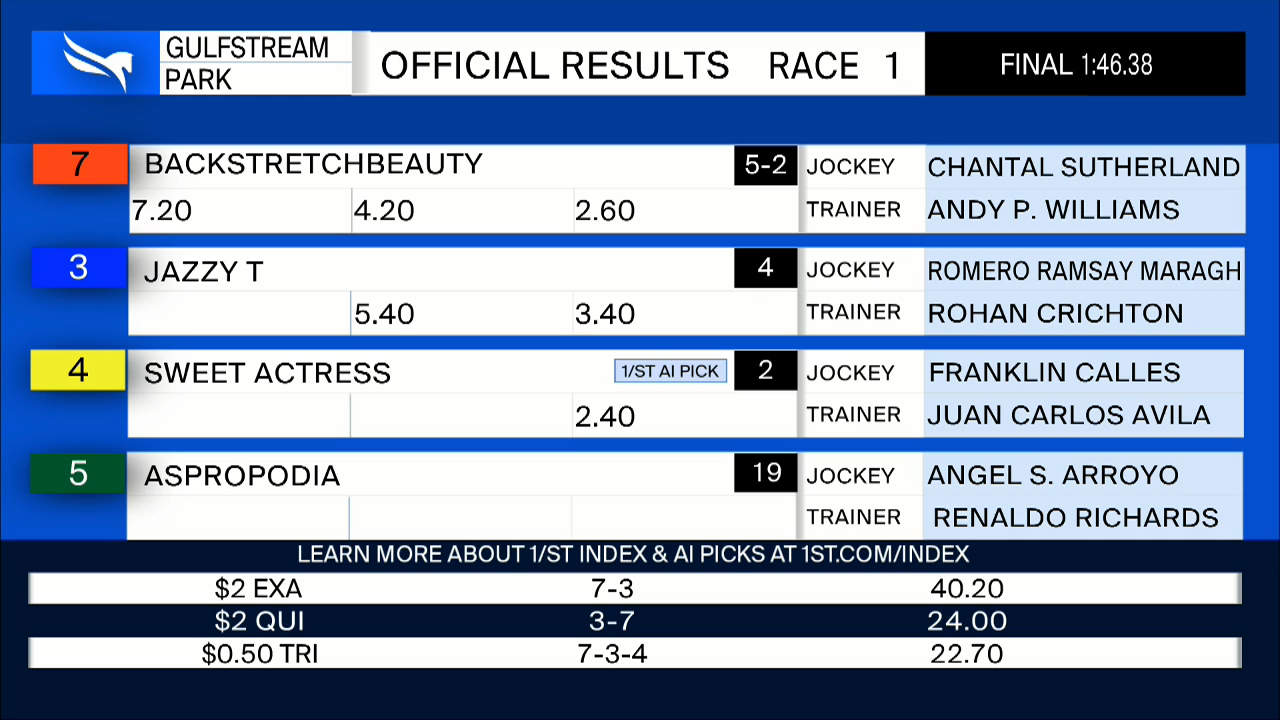 GULFSTREAM
PARK
OFFICIAL RESULTS RACE 1
FINAL 1:46.38
7 BACKSTRETCHBEAUTY 5-2 JOCKEY CHANTAL SUTHERLAND
7.20 4.20 2.60 TRAINER ANDY P. WILLIAMS
3 JAZZY T 4 JOCKEY ROMERO RAMSAY MARAGH
5.40 3.40 TRAINER ROHAN CRICHTON
4 SWEET ACTRESS 1/ST AI PICK 2 JOCKEY FRANKLIN CALLES
2.40 TRAINER JUAN CARLOS AVILA
5 ASPROPODIA 19 JOCKEY ANGEL S. ARROYO
TRAINER RENALDO RICHARDS
LEARN MORE ABOUT 1/ST INDEX & AI PICKS AT 1ST.COM/INDEX
$2 EXA 7-3 40.20
$2 QUI 3-7 24.00
$0.50 TRI 7-3-4 22.70